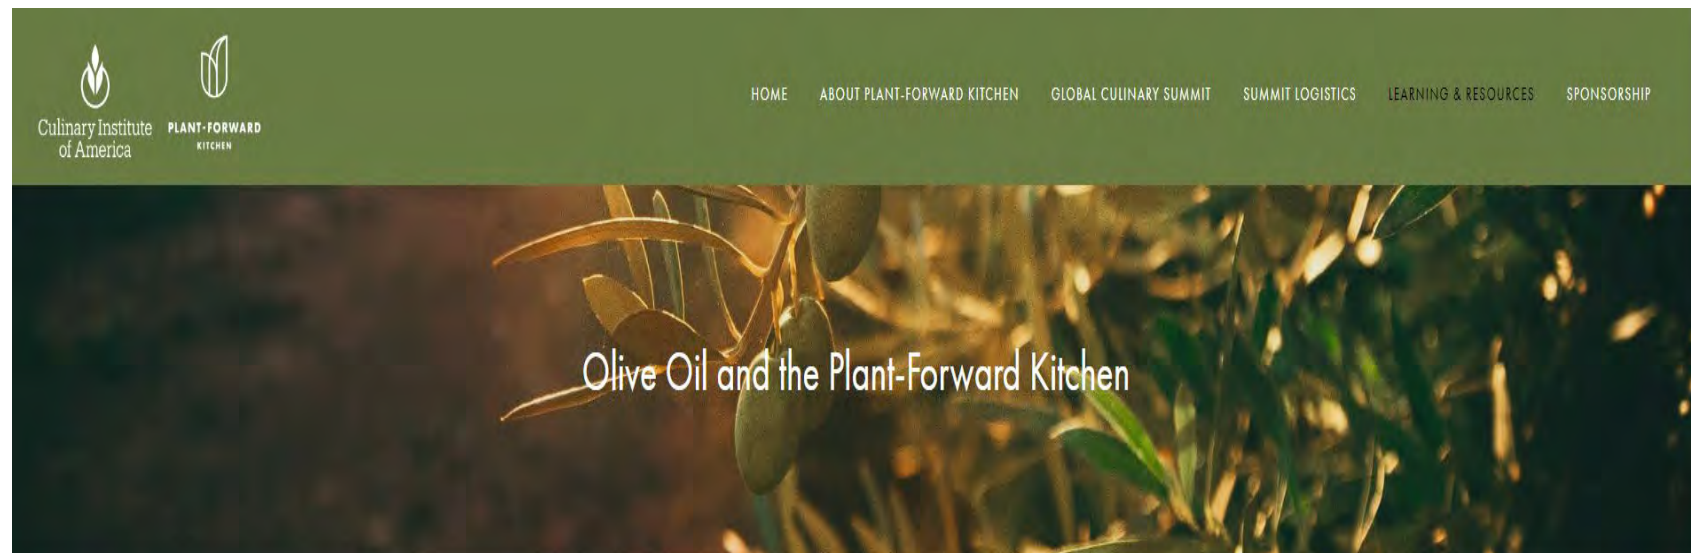 Culinary Institute
of America
PLANT-FORWARD
KITCHEN
HOME ABOUT PLANT-FORWARD KITCHEN GLOBAL CULINARY SUMMIT SUMMIT LOGISTICS LEARNING & RESOURCES SPONSORSHIP
Olive Oil and the Plant-Forward Kitchen